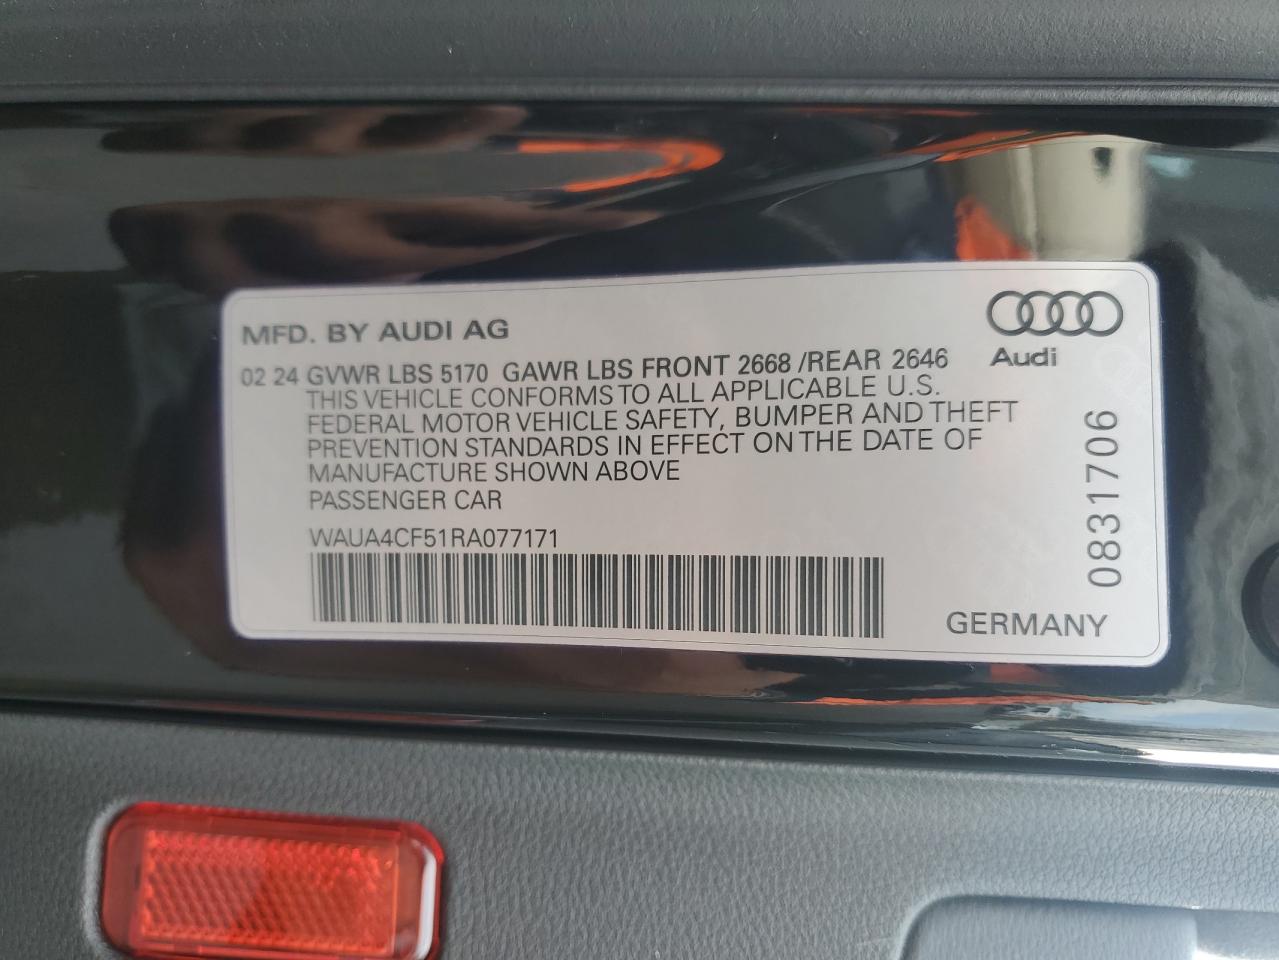 MFD. BY AUDI AG
Audi
02 24 GVWR LBS 5170 GAWR LBS FRONT 2668 /REAR 2646
THIS VEHICLE CONFORMS TO ALL APPLICABLE U.S.
FEDERAL MOTOR VEHICLE SAFETY, BUMPER AND THEFT
PREVENTION STANDARDS IN EFFECT ON THE DATE OF
MANUFACTURE SHOWN ABOVE
PASSENGER CAR
WAUA4CF51RA077171
0831706
GERMANY